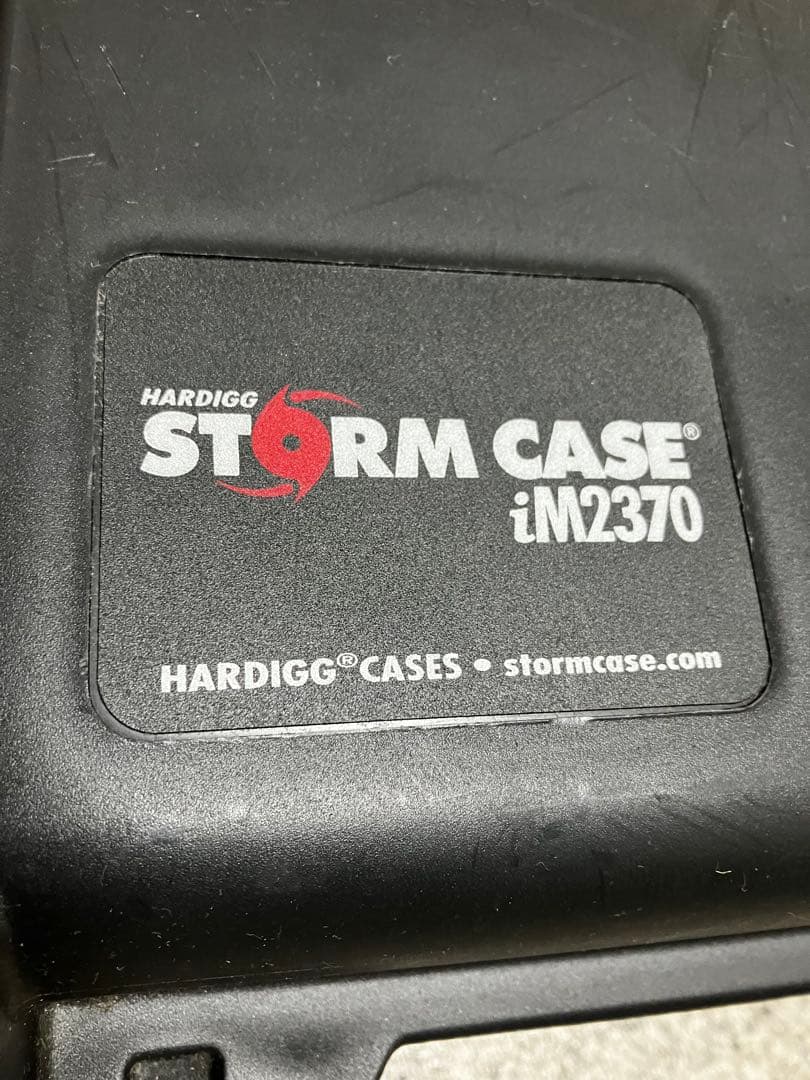 HARDIGG
STORM CASE®
iM2370
HARDIGG® CASES • stormcase.com